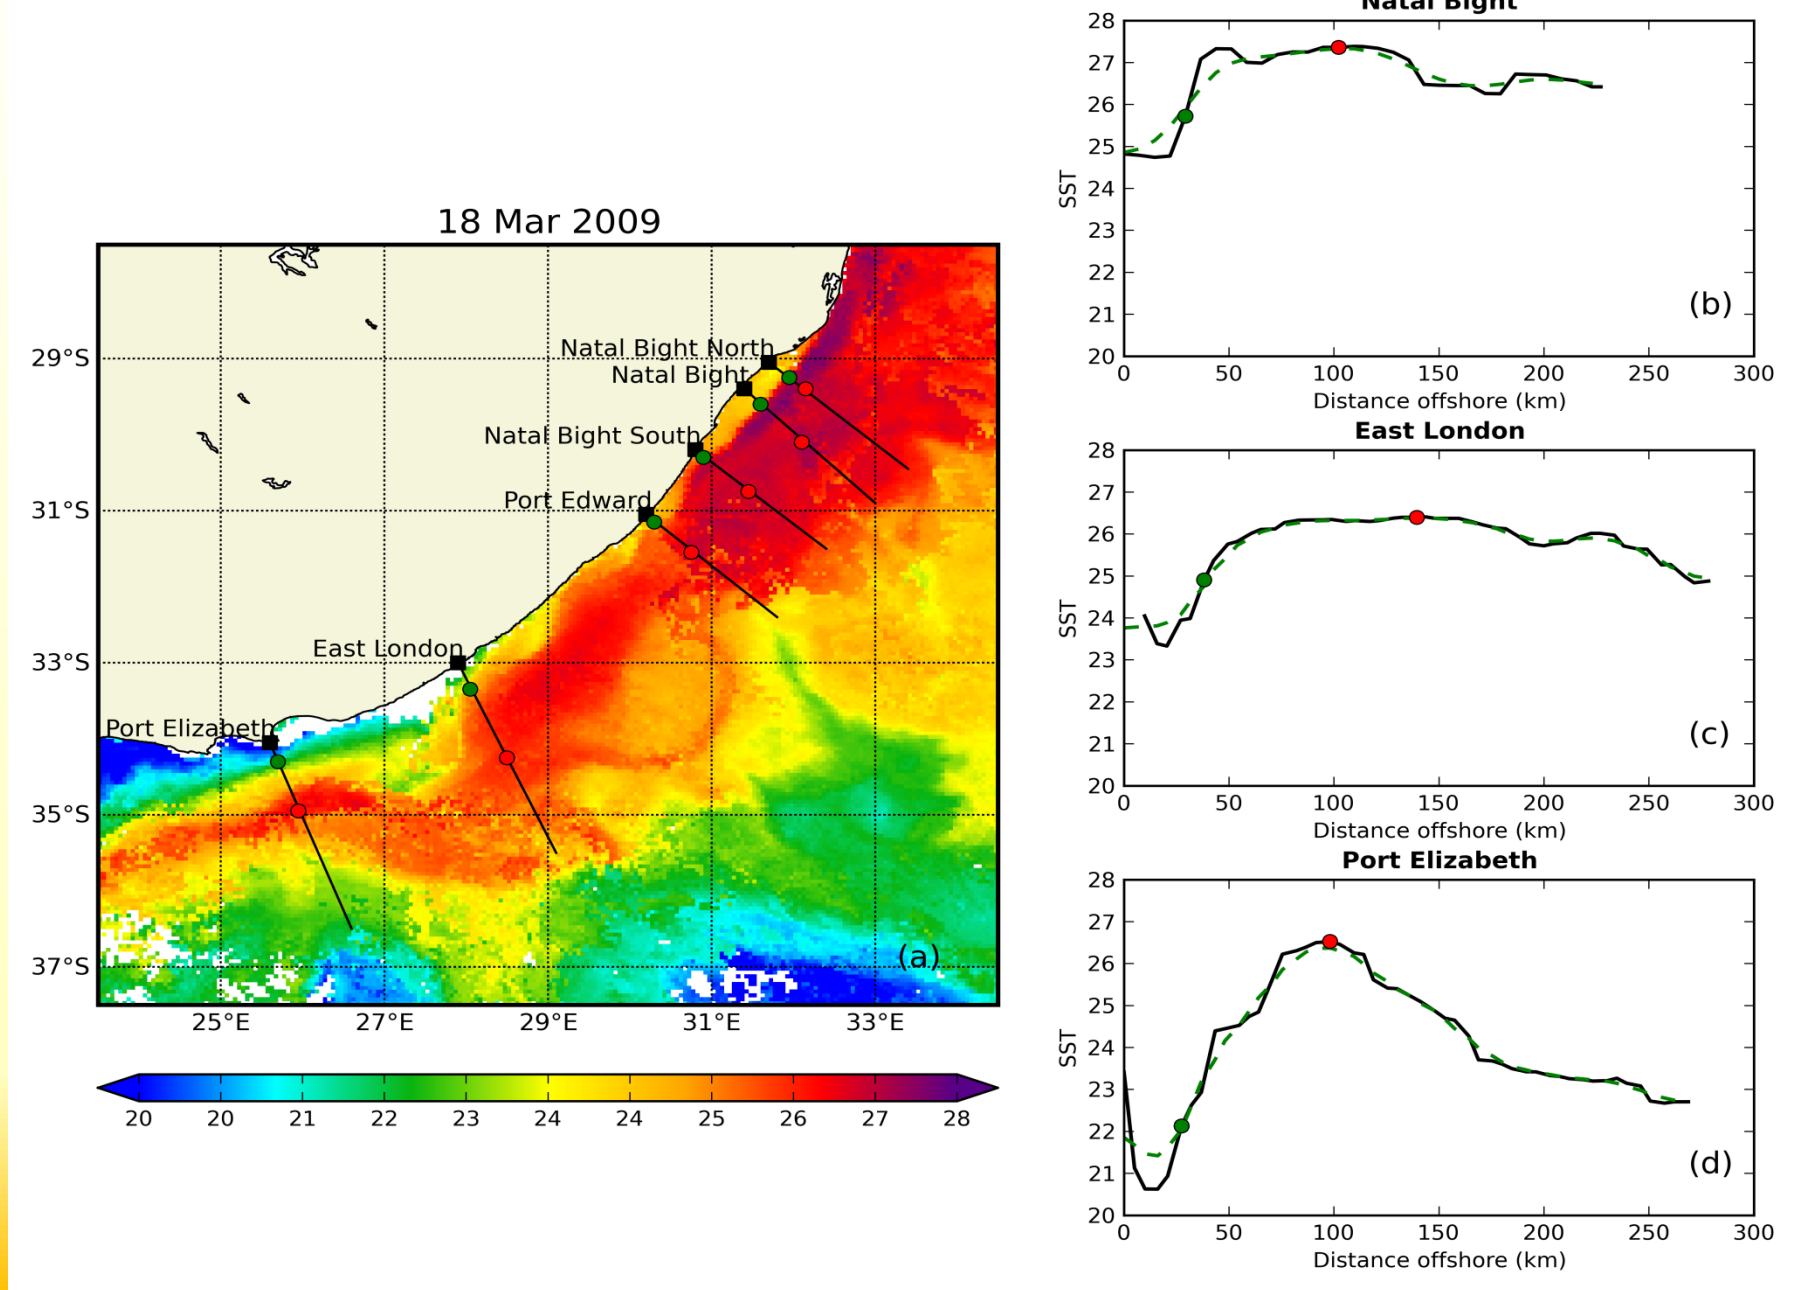 18 Mar 2009
Natal Bight North
29°S
Natal Bight
Natal Bight South
Port Edward
31°S
East London
33°S
Port Elizabeth
35°S
(a)
37°S
25°E 27°E 29°E 31°E 33°E
20 20 21 22 23 24 24 25 26 27 28
Natal Bight
28
27
26
25
24
23
22
21
20
SST
(b)
0 50 100 150 200 250 300
Distance offshore (km)
East London
28
27
26
25
24
23
22
21
20
SST
(c)
0 50 100 150 200 250 300
Distance offshore (km)
Port Elizabeth
28
27
26
25
24
23
22
21
20
SST
(d)
0 50 100 150 200 250 300
Distance offshore (km)